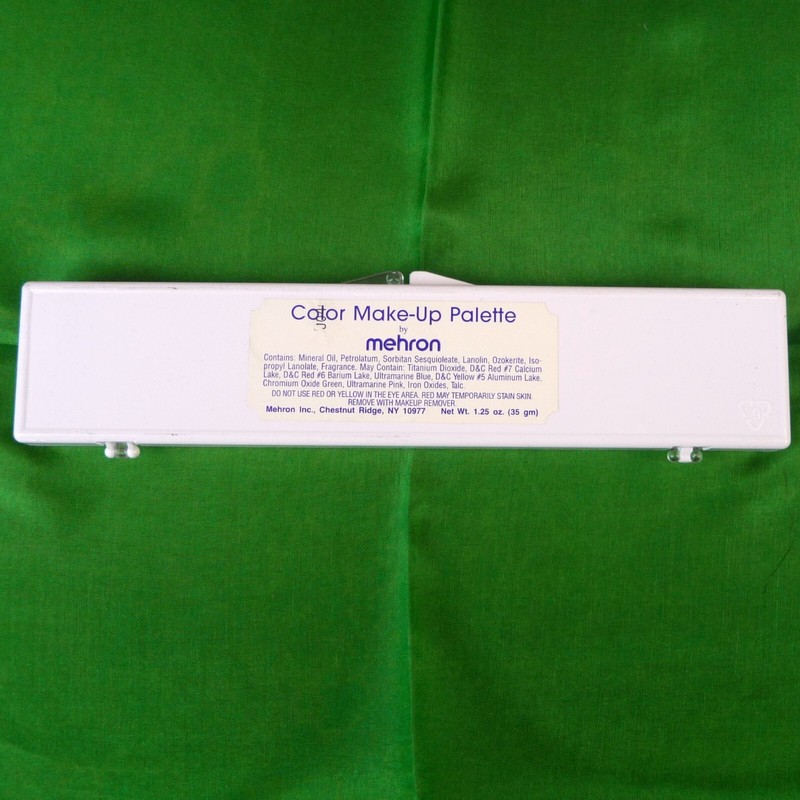 Color Make-Up Palette
by
mehron
Contains: Mineral Oil, Petrolatum, Sorbitan Sesquioleate, Lanolin, Ozokerite, Iso-
propyl Lanolate, Fragrance. May Contain: Titanium Dioxide, D&C Red #7 Calcium
Lake, D&C Red #6 Barium Lake, Ultramarine Blue, D&C Yellow #5 Aluminum Lake,
Chromium Oxide Green, Ultramarine Pink, Iron Oxides, Talc.
DO NOT USE RED OR YELLOW IN THE EYE AREA. RED MAY TEMPORARILY STAIN SKIN.
REMOVE WITH MAKEUP REMOVER.
Mehron Inc., Chestnut Ridge, NY 10977 Net Wt. 1.25 oz. (35 gm)